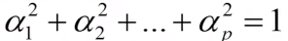 α₁² + α₂² + ... + αₚ² = 1